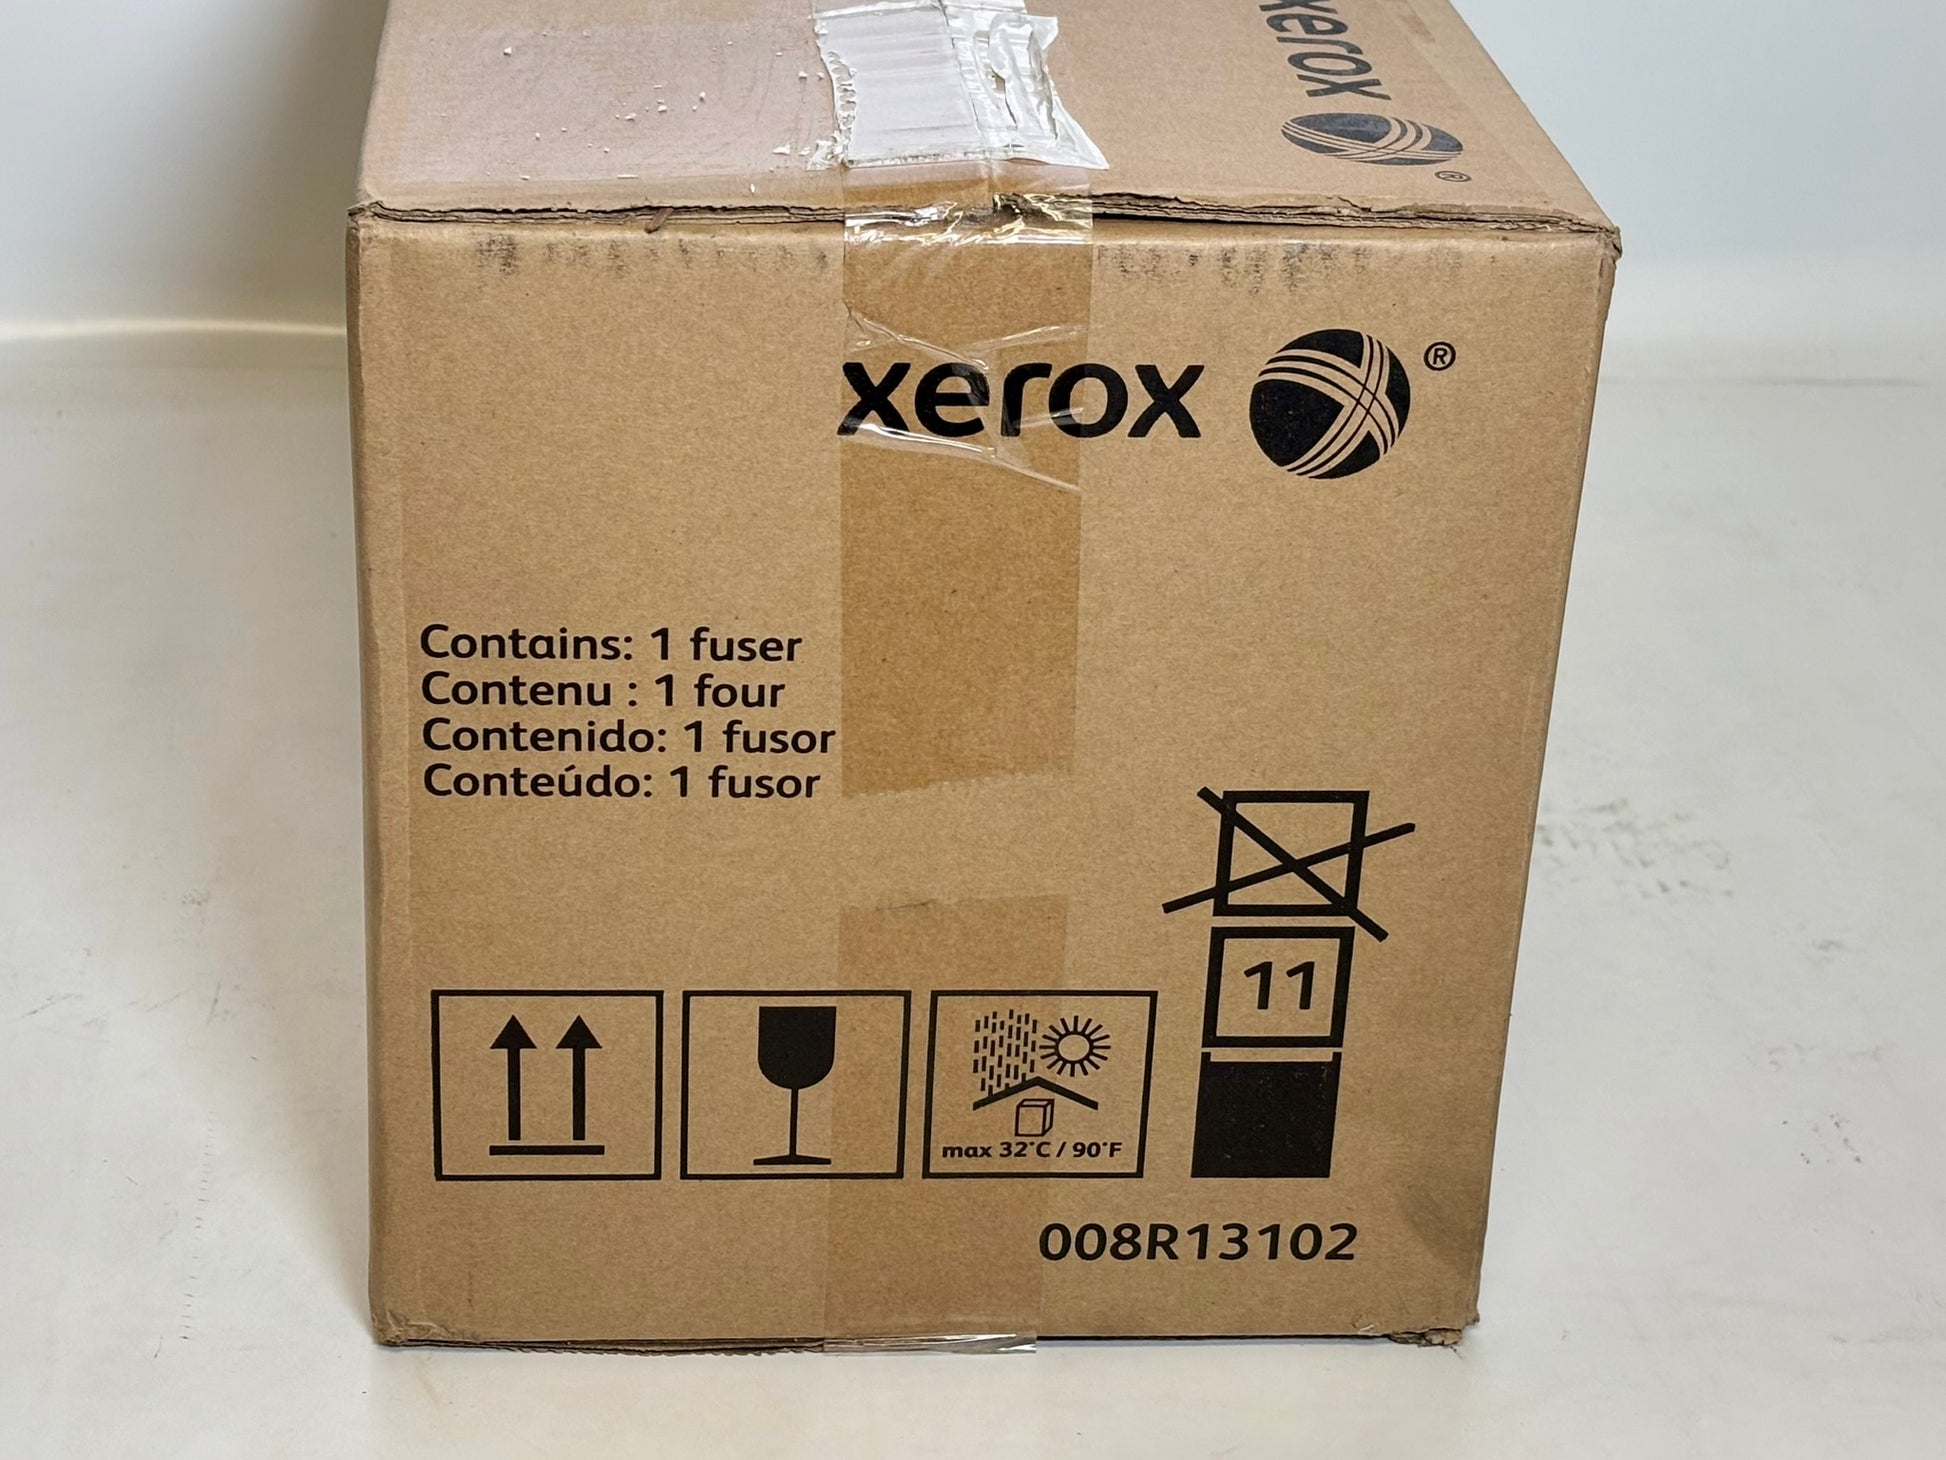 xerox ®
xerox ®
Contains: 1 fuser
Contenu : 1 four
Contenido: 1 fusor
Conteúdo: 1 fusor
11
max 32°C / 90°F
008R13102